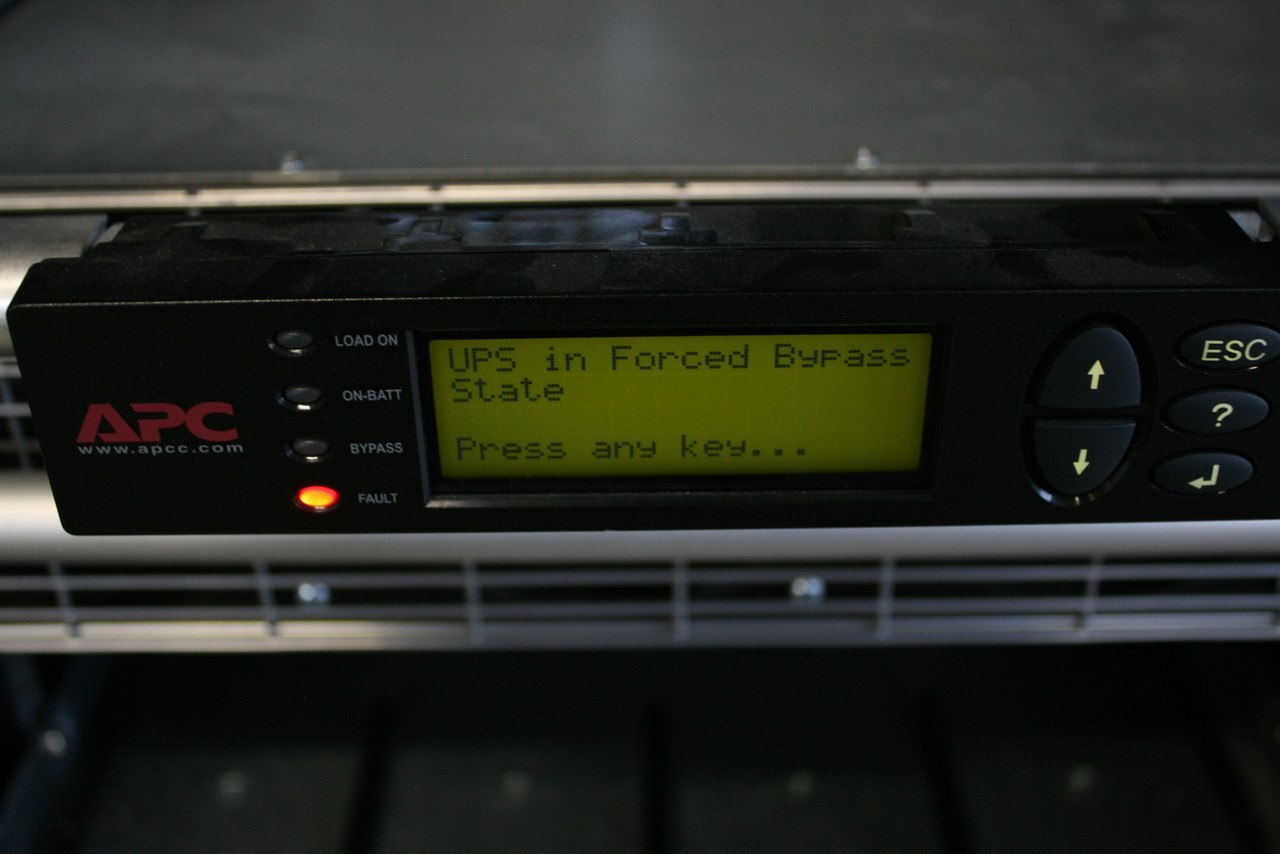 LOAD ON
ON-BATT
BYPASS
FAULT
APC
www.apcc.com
UPS in Forced Bypass
State
Press any key...
ESC
?